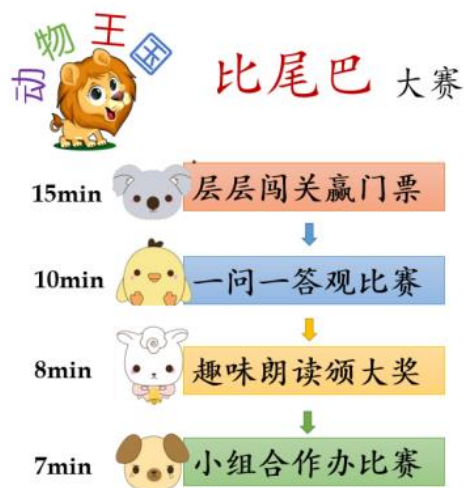 动物王国
比尾巴 大赛
15min 层层闯关赢门票
10min 一问一答观比赛
8min 趣味朗读颁大奖
7min 小组合作办比赛